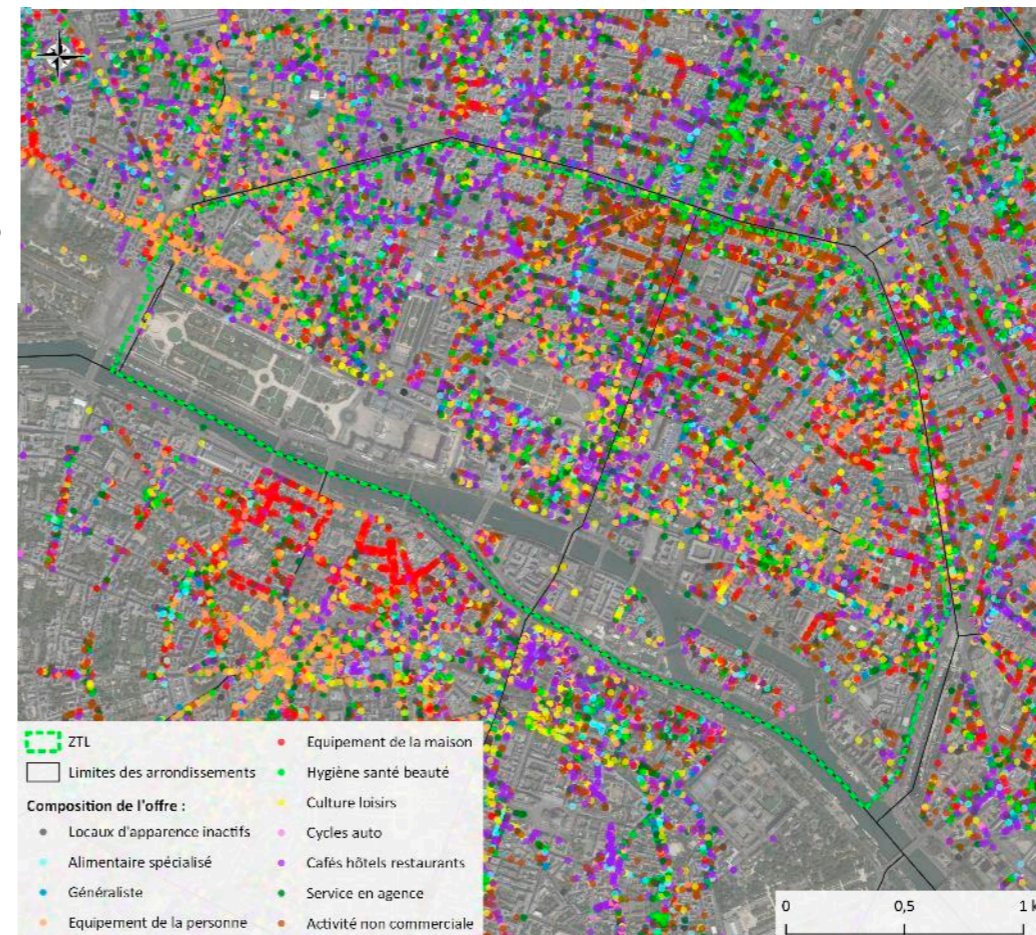 ZTL
Limites des arrondissements
Composition de l'offre :
Locaux d'apparence inactifs
Alimentaire spécialisé
Généraliste
Equipement de la personne
Equipement de la maison
Hygiène santé beauté
Culture loisirs
Cycles auto
Cafés hôtels restaurants
Service en agence
Activité non commerciale
0 0,5 1 k